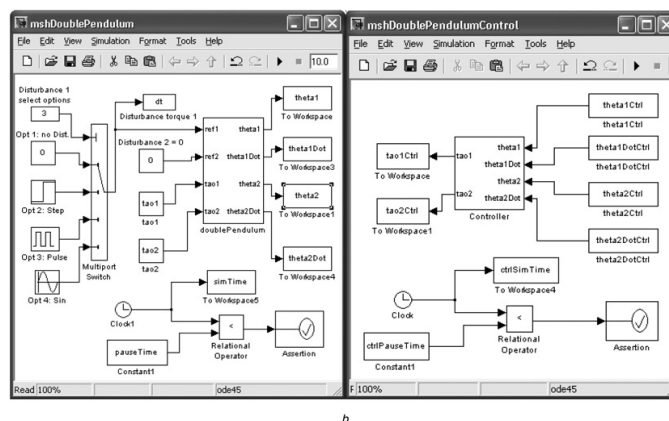 mshDoublePendulum
File Edit View Simulation Format Tools Help
10.0
Disturbance 1
select options
3
Opt 1: no Dist.
0
Opt 2: Step
Opt 3: Pulse
Opt 4: Sin
Multiport
Switch
dt
Disturbance torque 1
Disturbance 2 = 0
0
tao1
tao1
tao2
tao2
ref1
ref2
tao1
tao2
theta1
theta1Dot
theta2
theta2Dot
doublePendulum
theta1
To Workspace
theta1Dot
To Workspace3
theta2
To Workspace1
theta2Dot
To Workspace4
simTime
To Workspace5
Clock1
pauseTime
Constant1
<
Relational
Operator
Assertion
Read 100%
ode45
mshDoublePendulumControl
File Edit View Simulation Format Tools Help
tao1Ctrl
To Workspace
tao2Ctrl
To Workspace1
tao1
tao2
theta1
theta1Dot
theta2
theta2Dot
Controller
theta1Ctrl
theta1Ctrl
theta1DotCtrl
theta1DotCtrl
theta2Ctrl
theta2Ctrl
theta2DotCtrl
theta2DotCtrl
ctrlSimTime
To Workspace4
Clock
ctrlPauseTime
Constant1
<
Relational
Operator
Assertion
F 100%
ode45
b